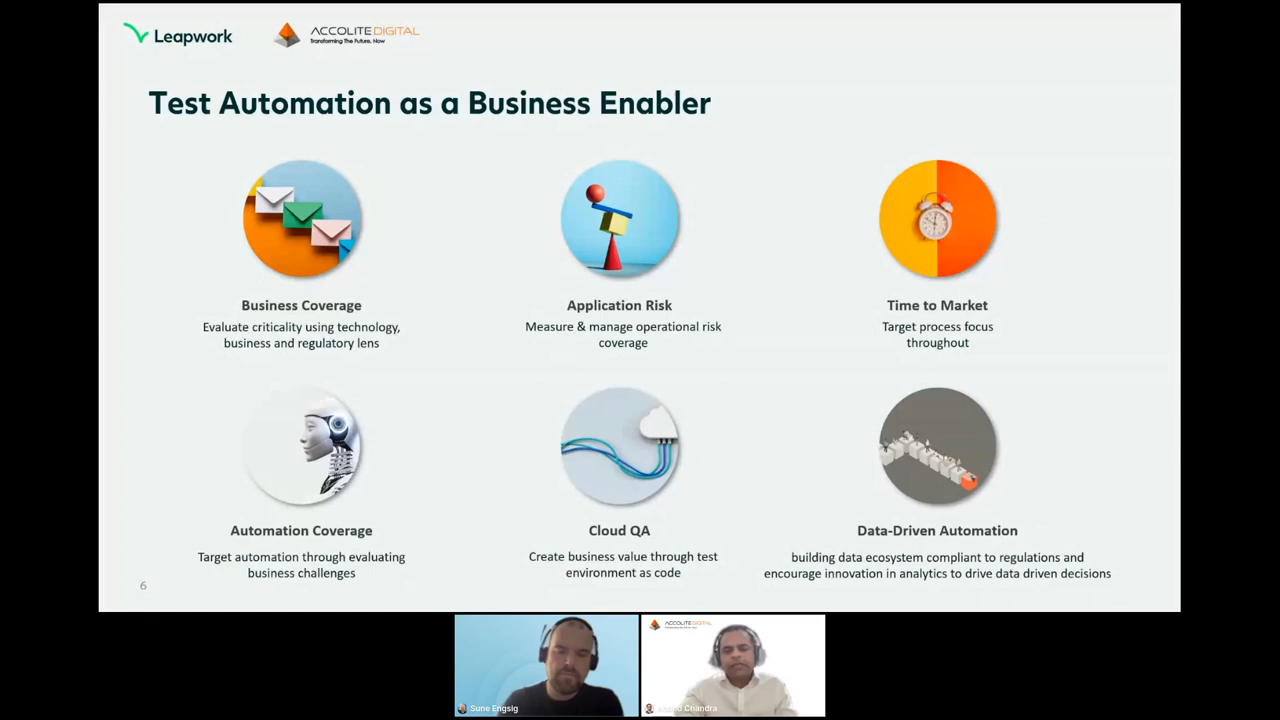 Leapwork
ACCOLITE DIGITAL
Transforming The Future, Now
Test Automation as a Business Enabler
Business Coverage
Evaluate criticality using technology,
business and regulatory lens
Application Risk
Measure & manage operational risk
coverage
Time to Market
Target process focus
throughout
Automation Coverage
Target automation through evaluating
business challenges
Cloud QA
Create business value through test
environment as code
Data-Driven Automation
building data ecosystem compliant to regulations and
encourage innovation in analytics to drive data driven decisions
6
ACCOLITE DIGITAL
Sune Engsig
Chandra